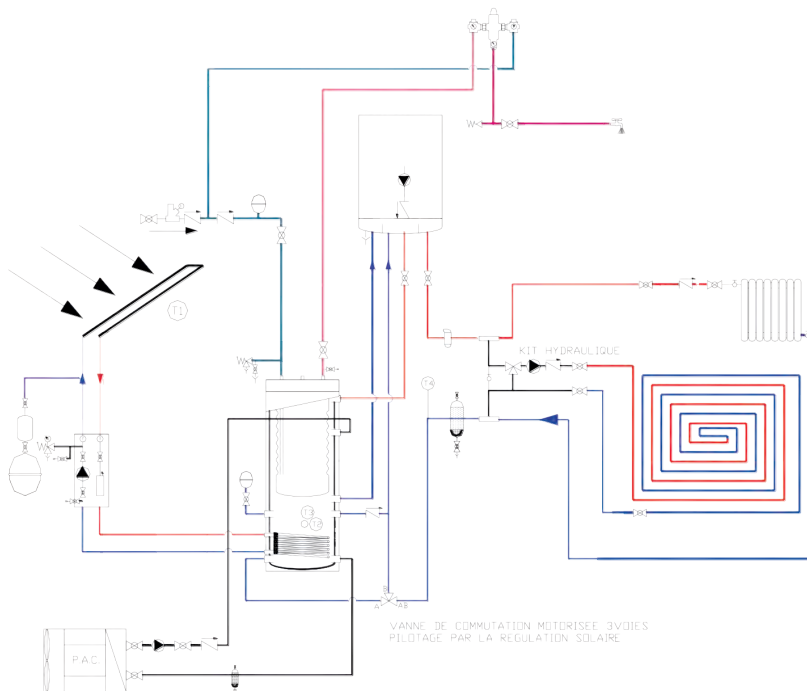 T1
KIT HYDRAULIQUE
T4
T3
T2
B
A
AB
VANNE DE COMMUTATION MOTORISEE 3VOIES
PILOTAGE PAR LA REGULATION SOLAIRE
P.A.C.